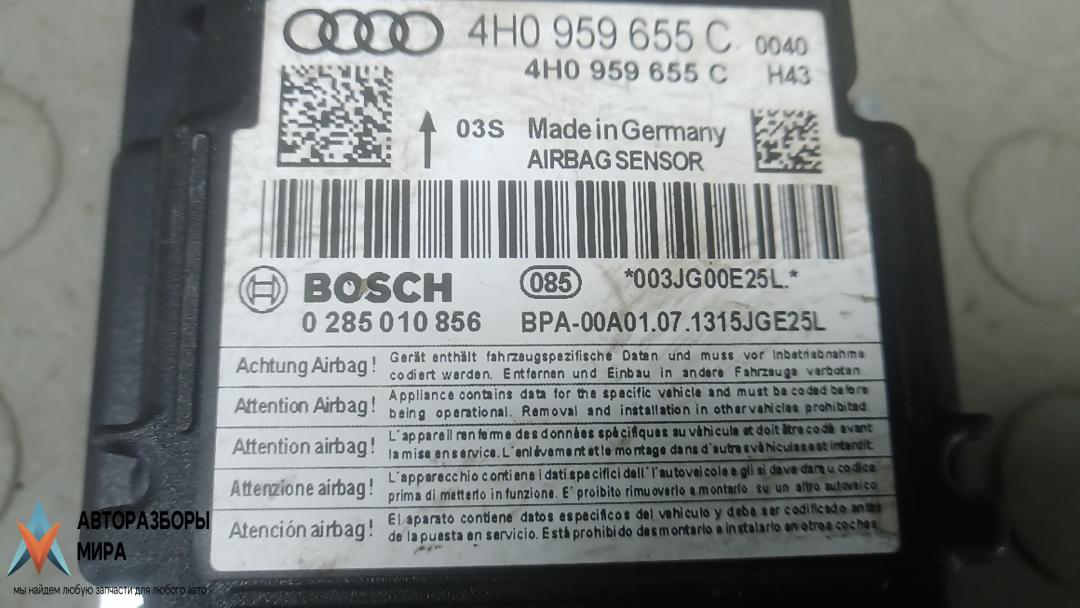 4H0 959 655 C 0040
4H0 959 655 C H43
03S Made in Germany
AIRBAG SENSOR
BOSCH 085 *003JG00E25L.*
0 285 010 856 BPA-00A01.07.1315JGE25L
Achtung Airbag! Gerät enthält fahrzeugspezifische Daten und muss vor Inbetriebnahme
codiert werden. Entfernen und Einbau in andere Fahrzeuge verboten.
Attention Airbag! Appliance contains data for the specific vehicle and must be coded before
being operational. Removal and installation in other vehicles prohibited.
Attention airbag! L'appareil renferme des données spécifiques au véhicule et doit être codé avant
la mise en service. L'enlèvement et le montage dans d'autres véhicules est interdit.
Attenzione airbag! L'apparecchio contiene i dati specifici dell'l'autoveicolo e gli si deve dare u codice
prima di metterlo in funzione. E' proibito rimuoverlo e montarlo su un altro autoveicolo
Atención airbag! El aparato contiene datos específicos del vehículo y debe ser codificado antes
de la puesta en servicio. Está prohibido desmontarlo e instalarlo en otros coches.
АВТОРАЗБОРЫ
МИРА
мы найдем любую запчасти для любого авто